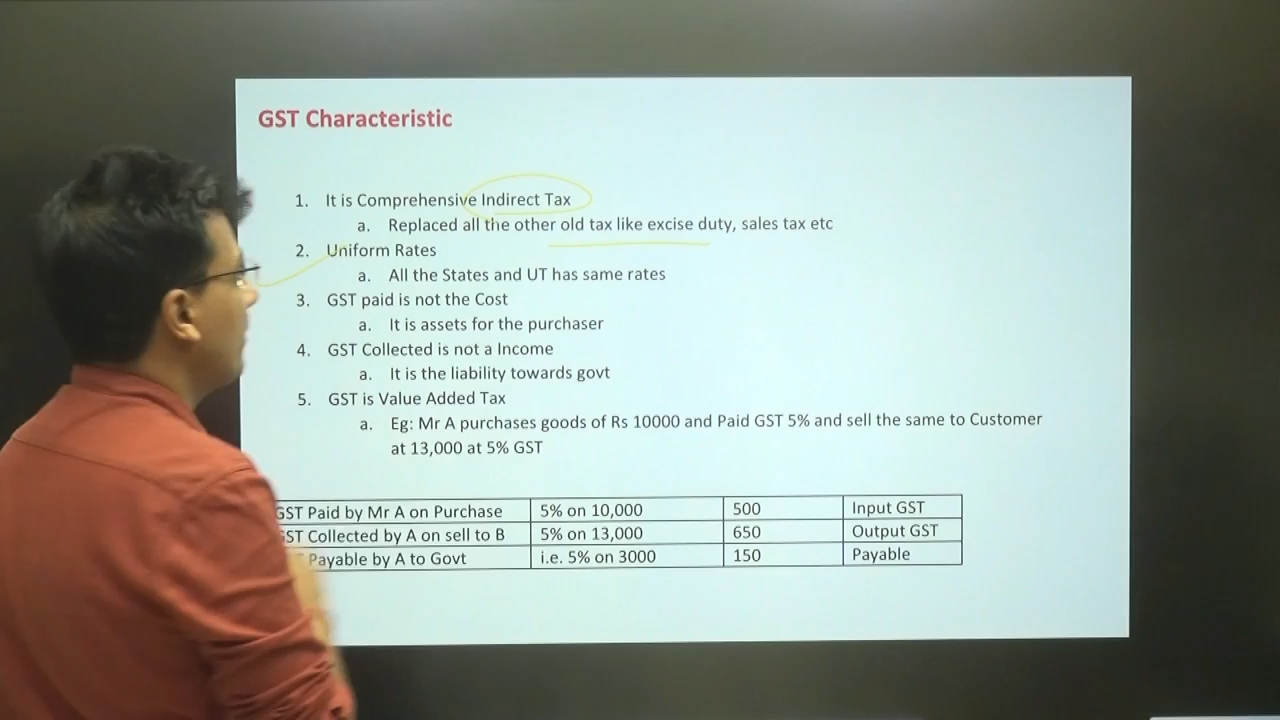 GST Characteristic
1. It is Comprehensive Indirect Tax
a. Replaced all the other old tax like excise duty, sales tax etc
2. Uniform Rates
a. All the States and UT has same rates
3. GST paid is not the Cost
a. It is assets for the purchaser
4. GST Collected is not a Income
a. It is the liability towards govt
5. GST is Value Added Tax
a. Eg: Mr A purchases goods of Rs 10000 and Paid GST 5% and sell the same to Customer
at 13,000 at 5% GST
GST Paid by Mr A on Purchase 5% on 10,000 500 Input GST
GST Collected by A on sell to B 5% on 13,000 650 Output GST
Payable by A to Govt i.e. 5% on 3000 150 Payable